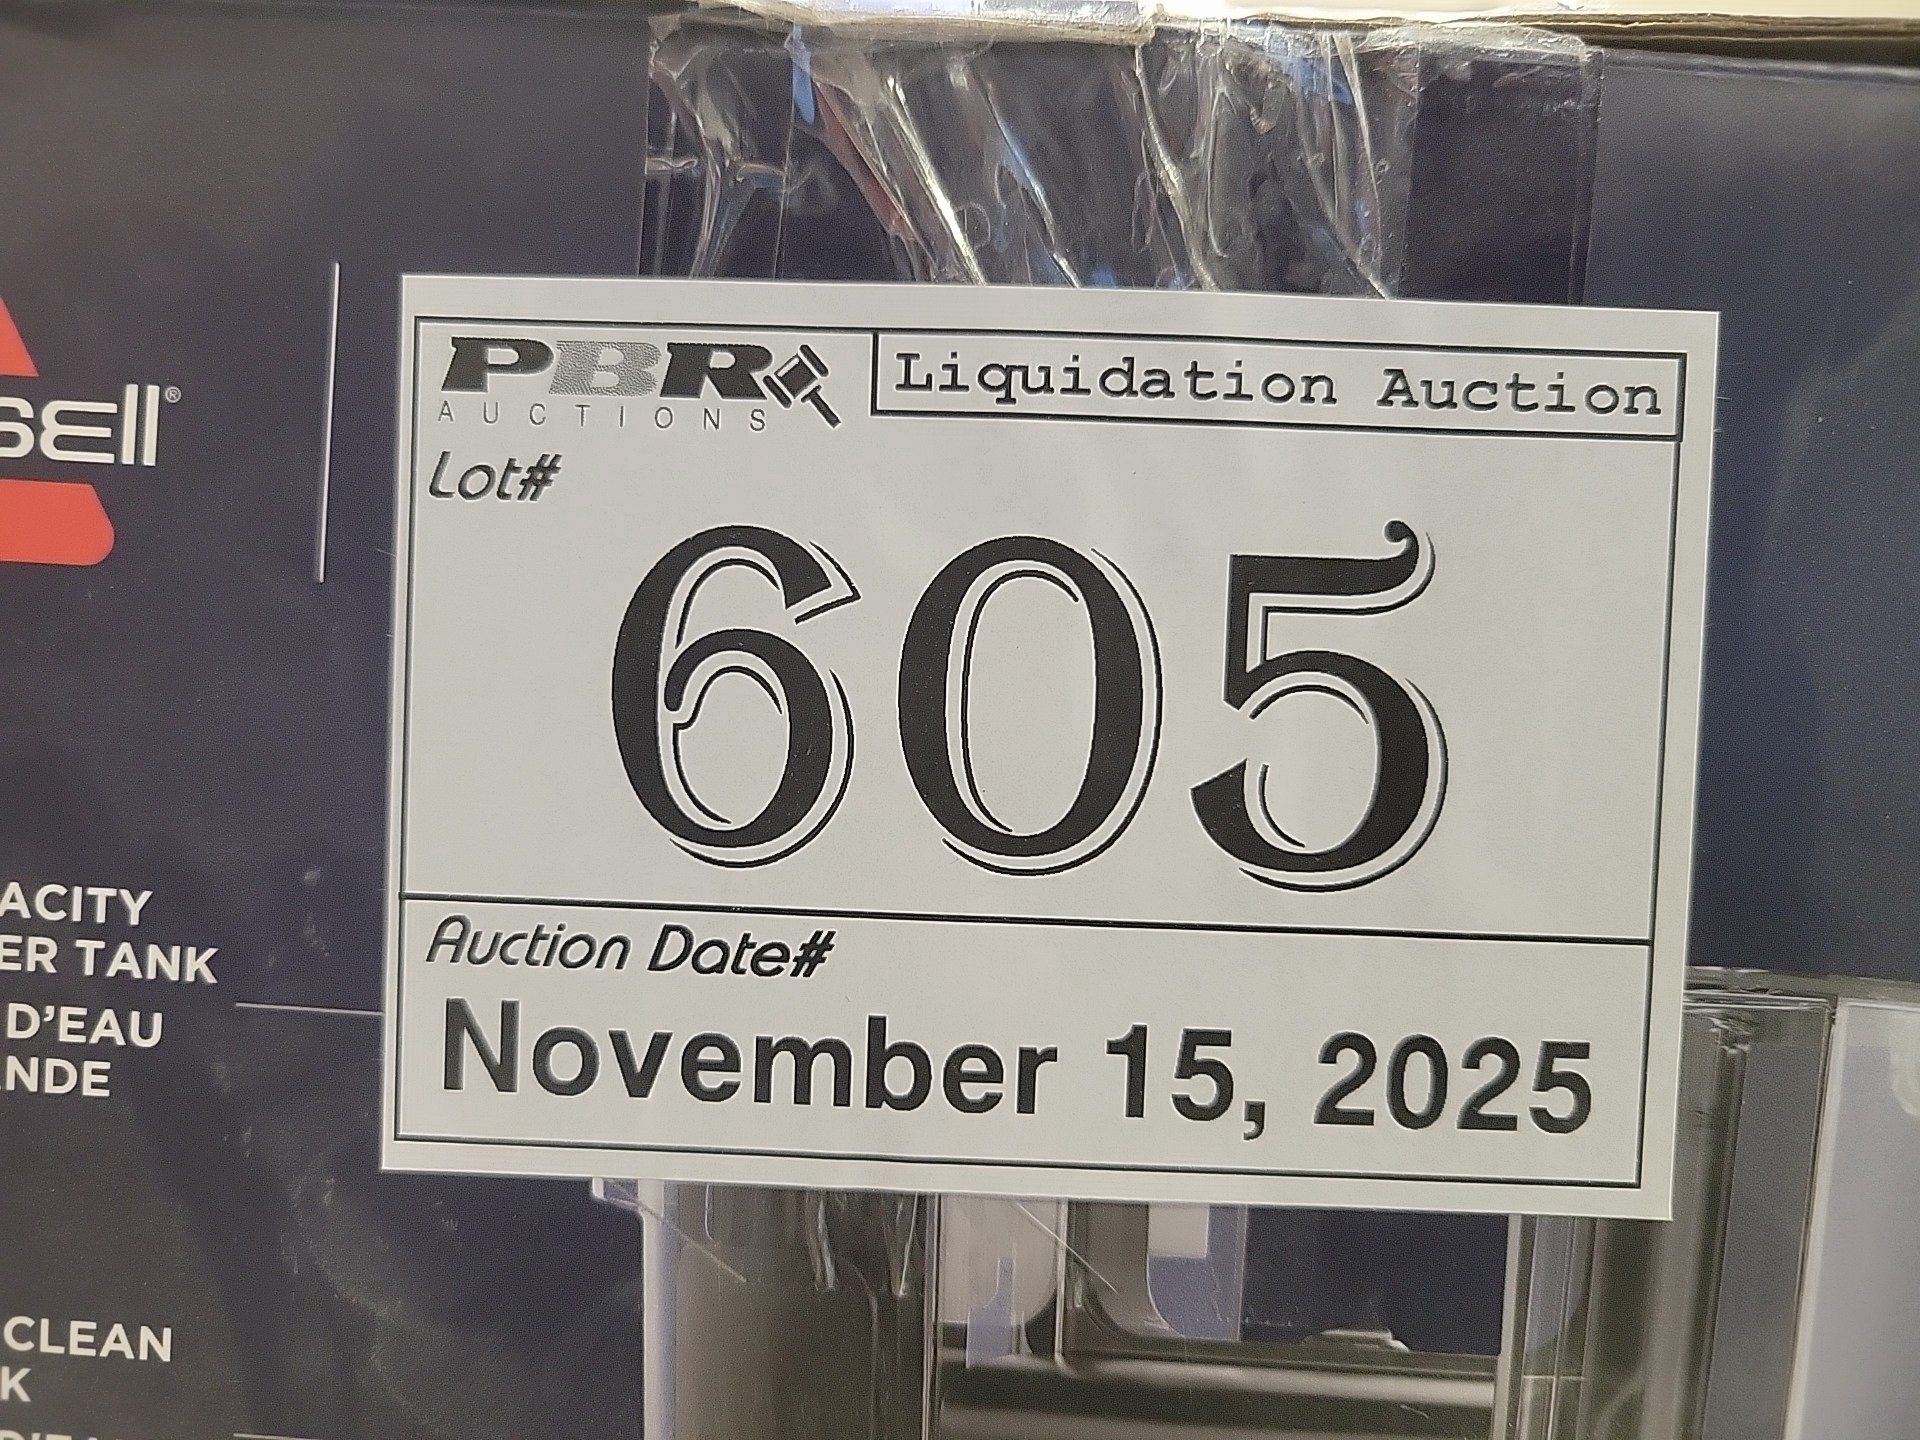 PBR
AUCTIONS
Liquidation Auction
Lot#
605
Auction Date#
November 15, 2025
sell®
ACITY
ER TANK
D'EAU
NDE
CLEAN
K